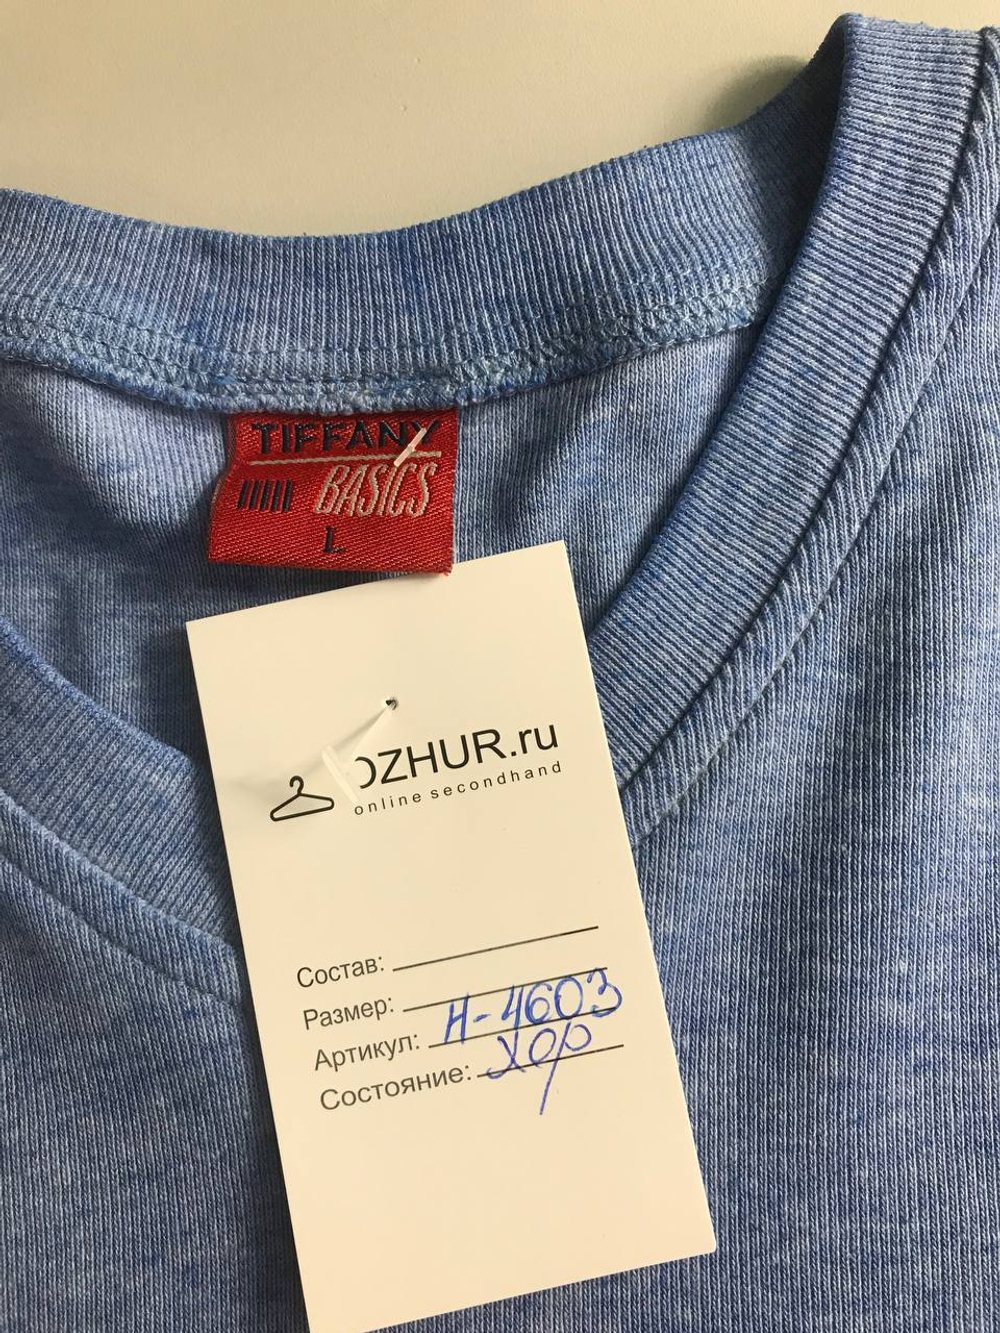 TIFFANY
BASICS
L
OZHUR.ru
online secondhand
Состав:
Размер:
Артикул: Н-4603
Состояние: хор